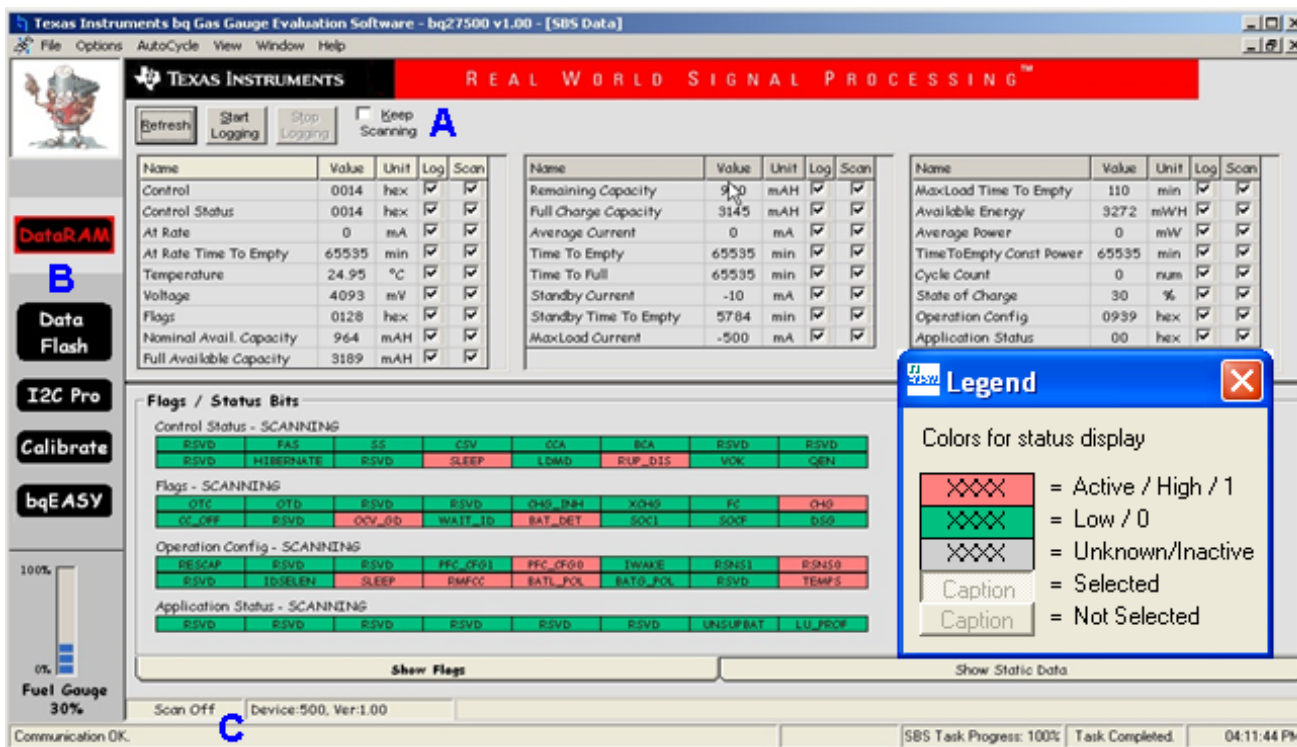 Texas Instruments bq Gas Gauge Evaluation Software - bq27500 v1.00 - [SBS Data]
File Options AutoCycle View Window Help
TEXAS INSTRUMENTS REAL WORLD SIGNAL PROCESSING™
Refresh Start Logging Stop Logging Keep Scanning A
Name Value Unit Log Scan Name Value Unit Log Scan Name Value Unit Log Scan
Control 0014 hex Remaining Capacity mAH MaxLoad Time To Empty 110 min
Control Status 0014 hex Full Charge Capacity 3145 mAH Available Energy 3272 mWH
At Rate 0 mA Average Current 0 mA Average Power 0 mW
At Rate Time To Empty 65535 min Time To Empty 65535 min TimeToEmpty Const Power 65535 min
Temperature 24.95 °C Time To Full 65535 min Cycle Count 0 num
Voltage 4093 mV Standby Current -10 mA State of Charge 30 %
Flags 0128 hex Standby Time To Empty 5784 min Operation Config 0939 hex
Nominal Avail. Capacity 964 mAH MaxLoad Current -500 mA Application Status 00 hex
Full Available Capacity 3189 mAH
DataRAM
B
Data
Flash
I2C Pro
Calibrate
bqEASY
100%
0%
Fuel Gauge
30%
Flags / Status Bits
Control Status - SCANNING
RSVD FAS SS CSV CCA BCA RSVD RSVD
RSVD HIBERNATE RSVD SLEEP LDMD RUP_DIS VOK QEN
Flags - SCANNING
OTC OTD RSVD RSVD CHG_INH XCHG FC CHG
CC_OFF RSVD OCV_GD WAIT_ID BAT_DET SOC1 SOCF DSG
Operation Config - SCANNING
RESCAP RSVD RSVD PFC_CFG1 PFC_CFG0 IWAKE RSNS1 RSNS0
RSVD IDSELEN SLEEP RMFCC BATL_POL BATG_POL RSVD TEMPS
Application Status - SCANNING
RSVD RSVD RSVD RSVD RSVD RSVD UNSUPBAT LU_PROF
Legend
Colors for status display
XXXX = Active / High / 1
XXXX = Low / 0
XXXX = Unknown/Inactive
Caption = Selected
Caption = Not Selected
Show Flags Show Static Data
Scan Off Device:500, Ver:1.00
C
Communication OK. SBS Task Progress: 100% Task Completed. 04:11:44 PM